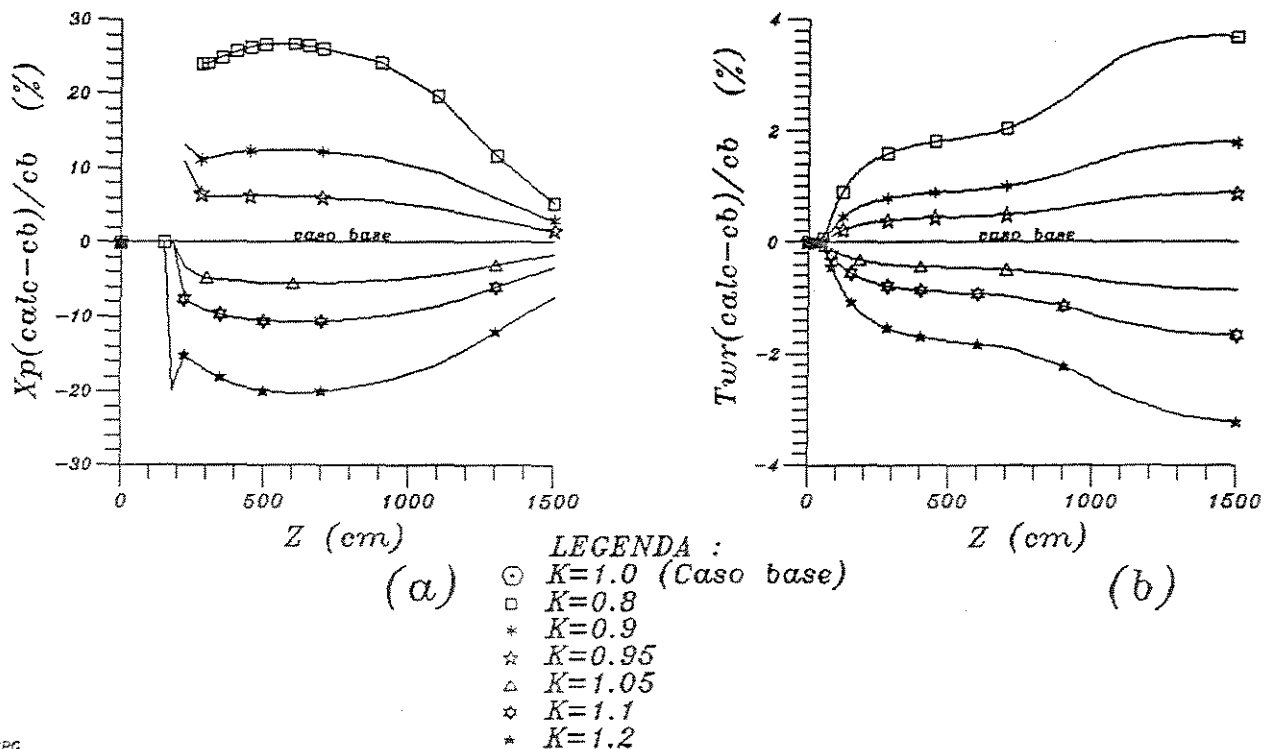 30
20
10
0
-10
-20
-30
Xp(calc-cb)/cb (%)
caso base
0
500
1000
1500
Z (cm)
(a)
4
2
0
-2
-4
Twr(calc-cb)/cb (%)
caso base
0
500
1000
1500
Z (cm)
(b)
LEGENDA :
K=1.0 (Caso base)
K=0.8
K=0.9
K=0.95
K=1.05
K=1.1
K=1.2